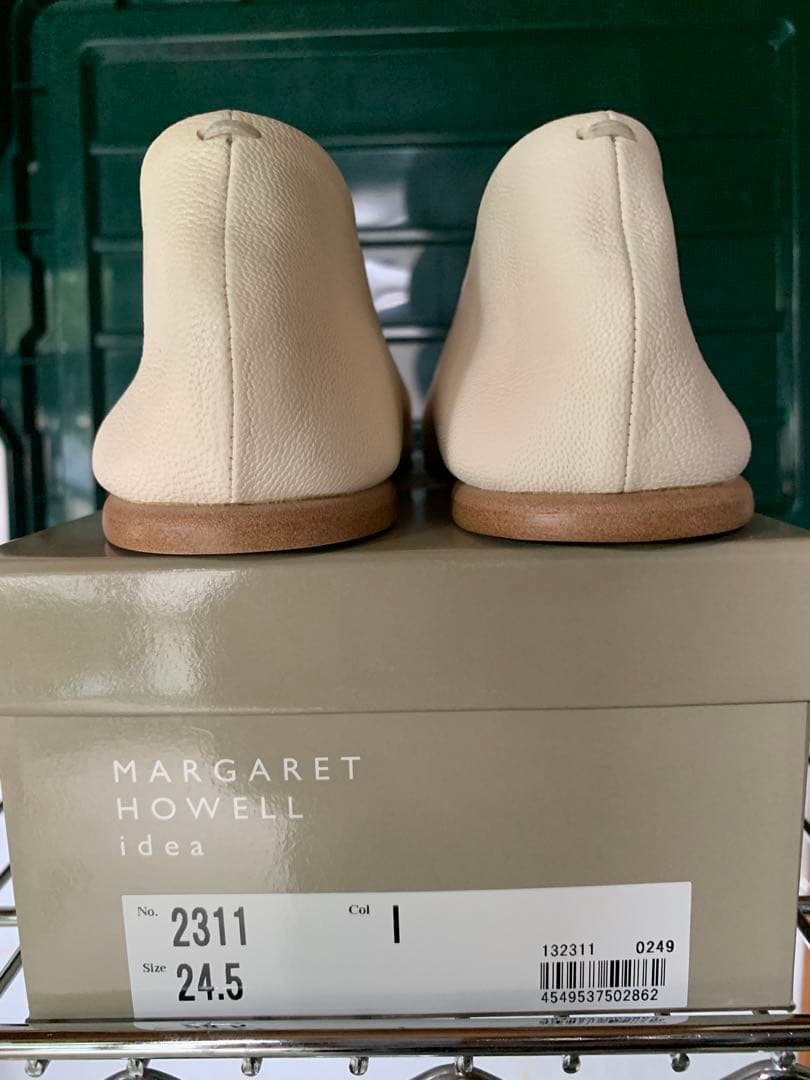 MARGARET
HOWELL
idea
No. 2311 Col I
Size 24.5
132311 0249
4549537502862